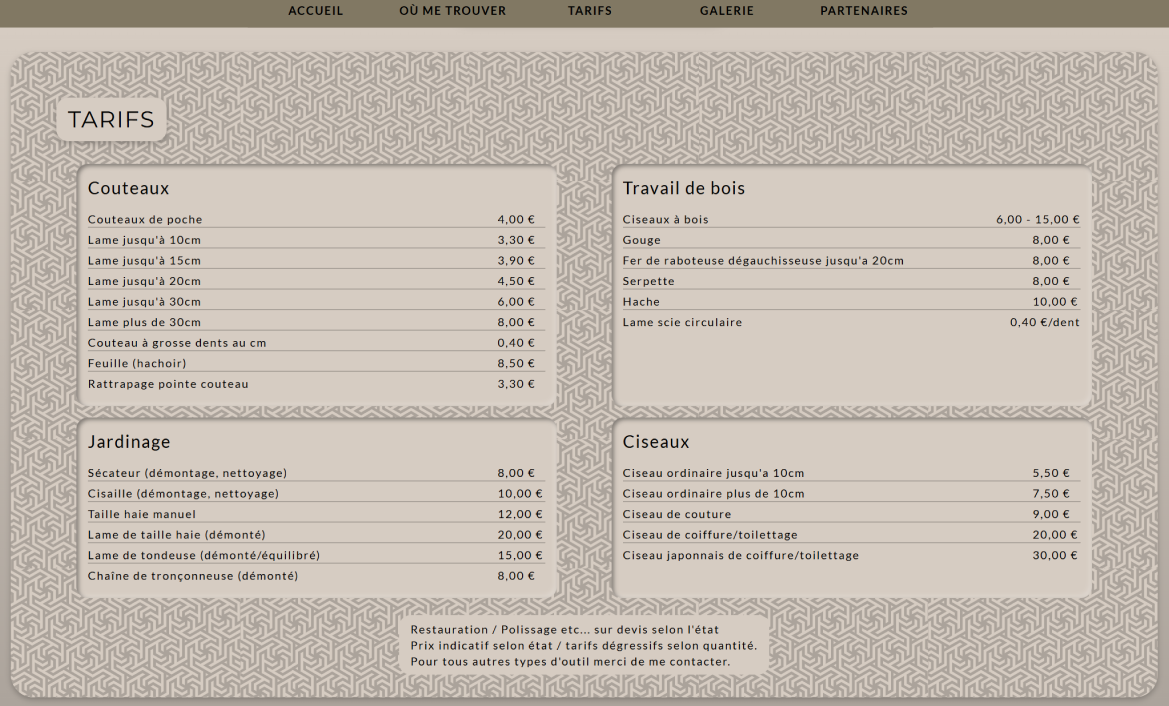 ACCUEIL OÙ ME TROUVER TARIFS GALERIE PARTENAIRES
TARIFS
Couteaux
Couteaux de poche 4,00 €
Lame jusqu'à 10cm 3,30 €
Lame jusqu'à 15cm 3,90 €
Lame jusqu'à 20cm 4,50 €
Lame jusqu'à 30cm 6,00 €
Lame plus de 30cm 8,00 €
Couteau à grosse dents au cm 0,40 €
Feuille (hachoir) 8,50 €
Rattrapage pointe couteau 3,30 €
Travail de bois
Ciseaux à bois 6,00 - 15,00 €
Gouge 8,00 €
Fer de raboteuse dégauchisseuse jusqu'a 20cm 8,00 €
Serpette 8,00 €
Hache 10,00 €
Lame scie circulaire 0,40 €/dent
Jardinage
Sécateur (démontage, nettoyage) 8,00 €
Cisaille (démontage, nettoyage) 10,00 €
Taille haie manuel 12,00 €
Lame de taille haie (démonté) 20,00 €
Lame de tondeuse (démonté/équilibré) 15,00 €
Chaîne de tronçonneuse (démonté) 8,00 €
Ciseaux
Ciseau ordinaire jusqu'a 10cm 5,50 €
Ciseau ordinaire plus de 10cm 7,50 €
Ciseau de couture 9,00 €
Ciseau de coiffure/toilettage 20,00 €
Ciseau japonnais de coiffure/toilettage 30,00 €
Restauration / Polissage etc... sur devis selon l'état
Prix indicatif selon état / tarifs dégressifs selon quantité.
Pour tous autres types d'outil merci de me contacter.